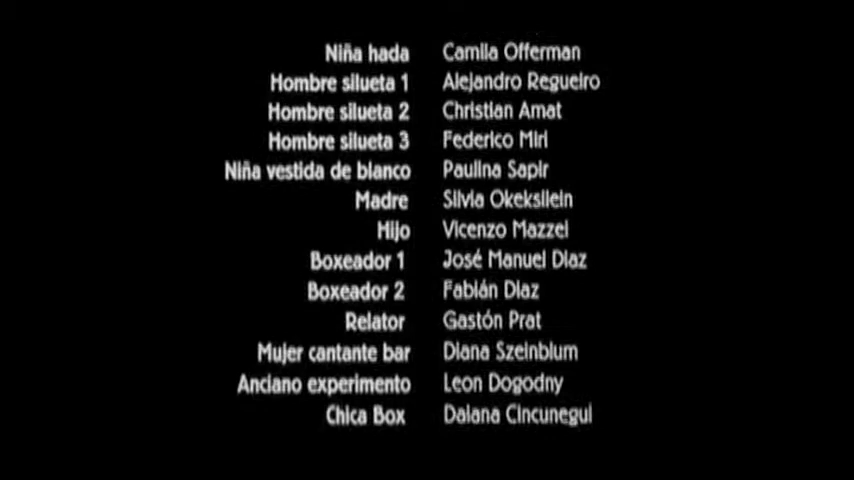 Niña hada Camila Offerman
Hombre silueta 1 Alejandro Regueiro
Hombre silueta 2 Christian Amat
Hombre silueta 3 Federico Miri
Niña vestida de blanco Paulina Sapir
Madre Silvia Okeksilein
Hijo Vicenzo Mazzei
Boxeador 1 José Manuel Diaz
Boxeador 2 Fabián Diaz
Relator Gastón Prat
Mujer cantante bar Diana Szeinblum
Anciano experimento Leon Dogodny
Chica Box Daiana Cincunegui